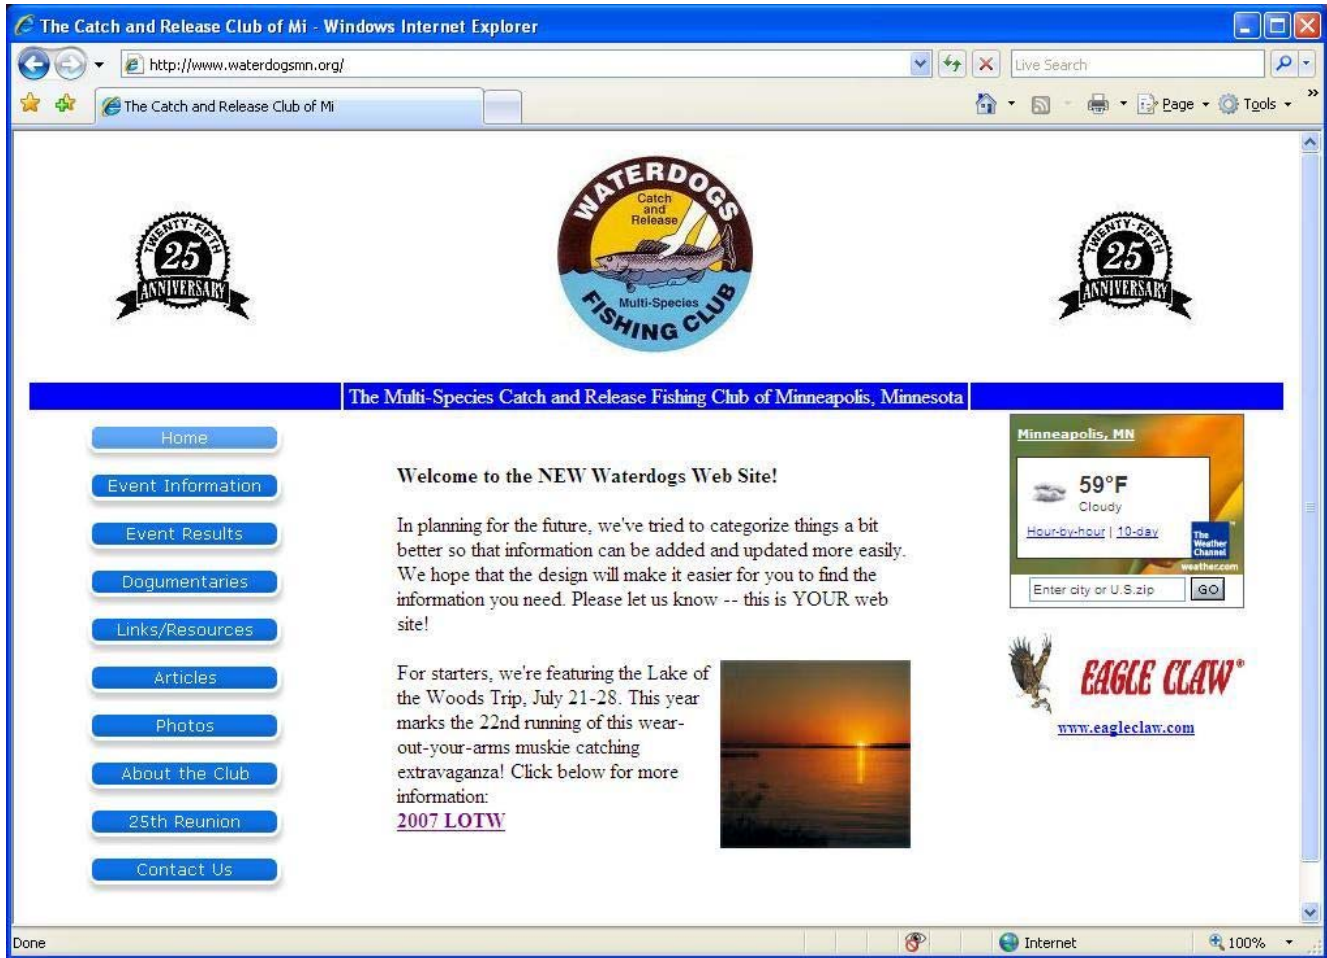 The Catch and Release Club of Mi - Windows Internet Explorer
http://www.waterdogsmn.org/
Live Search
The Catch and Release Club of Mi
Page
Tools
WATERDOGS
Catch
and
Release
Multi-Species
FISHING CLUB
TWENTY-FIFTH
25
ANNIVERSARY
TWENTY-FIFTH
25
ANNIVERSARY
The Multi-Species Catch and Release Fishing Club of Minneapolis, Minnesota
Home
Event Information
Event Results
Dogumentaries
Links/Resources
Articles
Photos
About the Club
25th Reunion
Contact Us
Welcome to the NEW Waterdogs Web Site!
In planning for the future, we've tried to categorize things a bit
better so that information can be added and updated more easily.
We hope that the design will make it easier for you to find the
information you need. Please let us know -- this is YOUR web
site!
For starters, we're featuring the Lake of
the Woods Trip, July 21-28. This year
marks the 22nd running of this wear-
out-your-arms muskie catching
extravaganza! Click below for more
information:
2007 LOTW
Minneapolis, MN
59°F
Cloudy
Hour-by-hour | 10-day
The
Weather
Channel
weather.com
Enter city or U.S.zip
GO
EAGLE CLAW®
www.eagleclaw.com
Done
Internet
100%